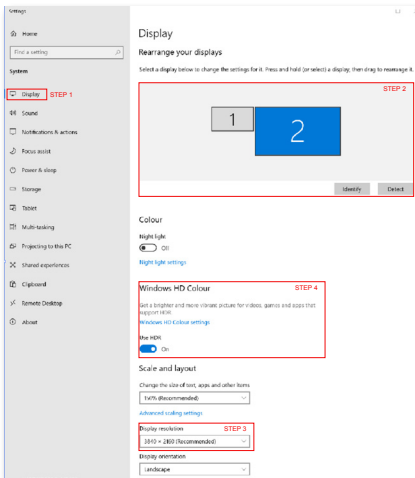 Settings
Home
Find a setting
System
Display STEP 1
Sound
Notifications & actions
Focus assist
Power & sleep
Storage
Tablet
Multi-tasking
Projecting to this PC
Shared experiences
Clipboard
Remote Desktop
About
Display
Rearrange your displays
Select a display below to change the settings for it. Press and hold (or select) a display, then drag to rearrange it.
STEP 2
1
2
Identify
Detect
Colour
Night light
Off
Night light settings
Windows HD Colour STEP 4
Get a brighter and more vibrant picture for videos, games and apps that
support HDR.
Windows HD Colour settings
Use HDR
On
Scale and layout
Change the size of text, apps and other items
(Recommended)
Advanced scaling settings
Display resolution STEP 3
3840 × 2160 (Recommended)
Display orientation
Landscape